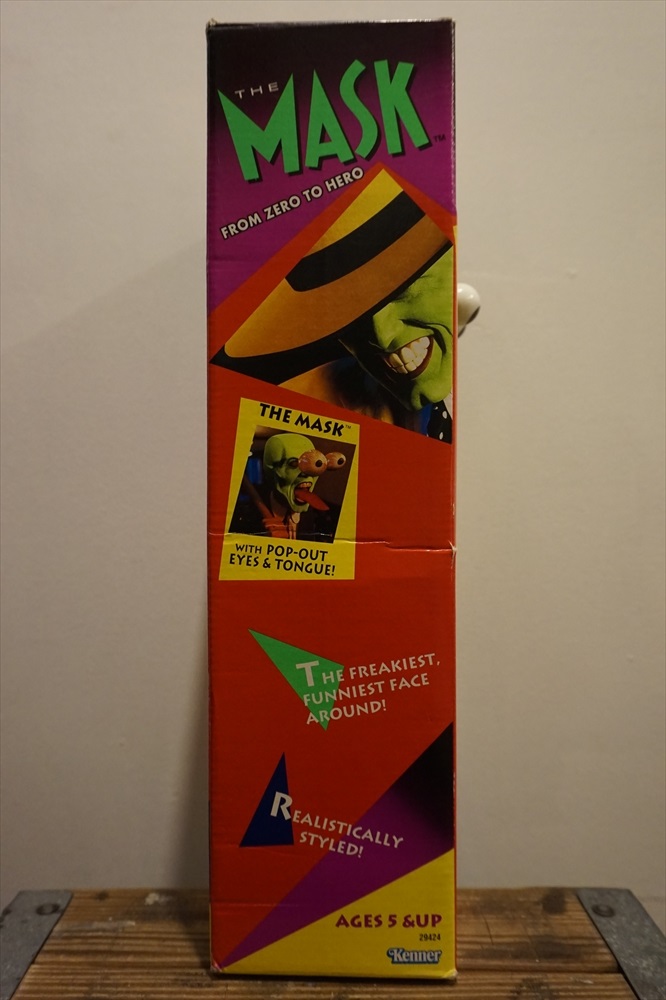 THE
MASK™
FROM ZERO TO HERO
THE MASK™
WITH POP-OUT
EYES & TONGUE!
THE FREAKIEST,
FUNNIEST FACE
AROUND!
REALISTICALLY
STYLED!
AGES 5 &UP
29424
Kenner